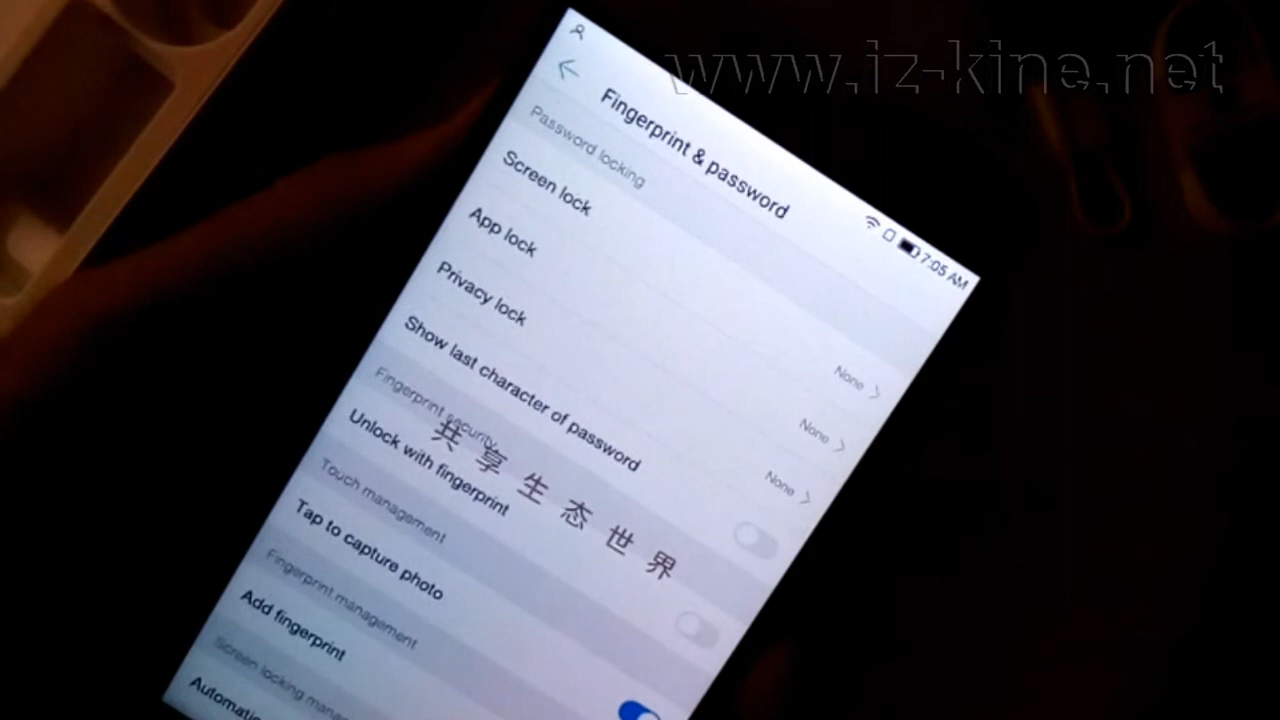 www.iz-kine.net
7:05 AM
Fingerprint & password
Password locking
Screen lock
None
App lock
None
Privacy lock
None
Show last character of password
Fingerprint security
Unlock with fingerprint
共享生态世界
Touch management
Tap to capture photo
Fingerprint management
Add fingerprint
Screen locking